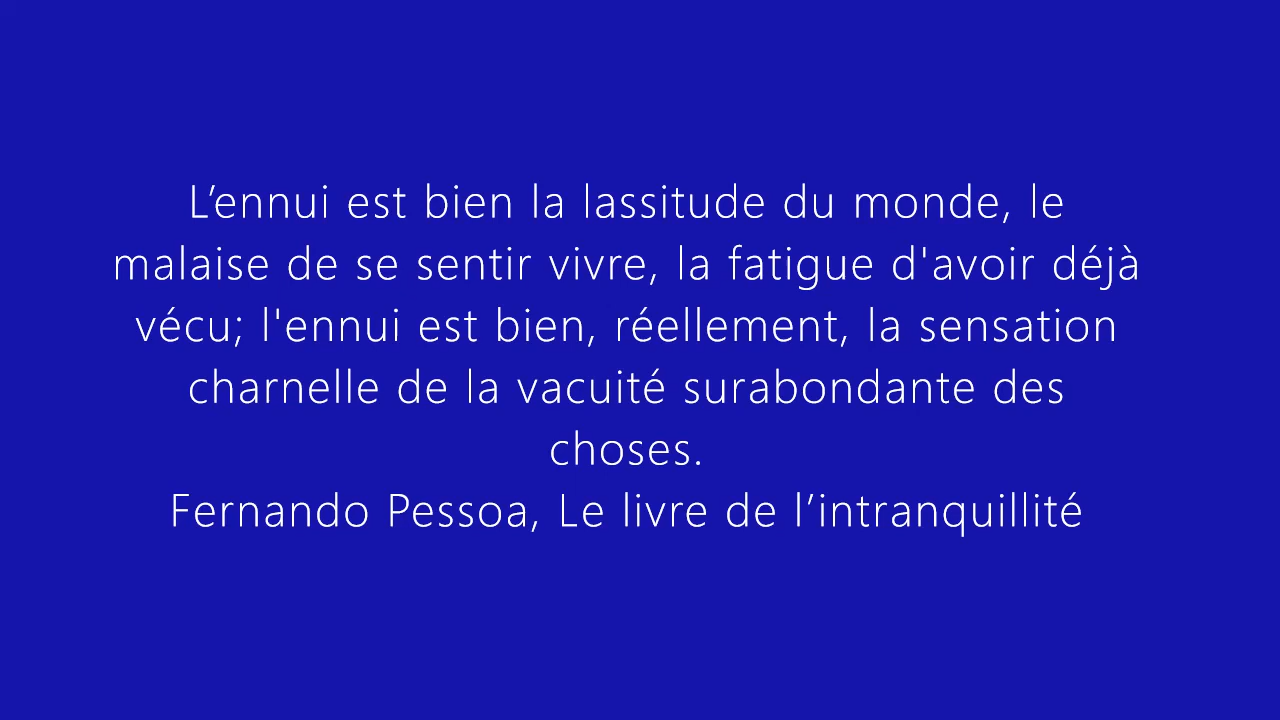 L’ennui est bien la lassitude du monde, le
malaise de se sentir vivre, la fatigue d'avoir déjà
vécu; l'ennui est bien, réellement, la sensation
charnelle de la vacuité surabondante des
choses.
Fernando Pessoa, Le livre de l’intranquillité